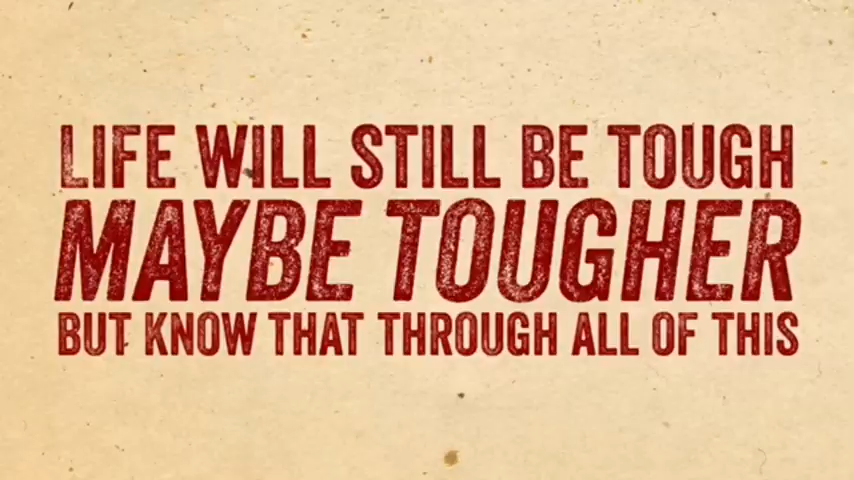 LIFE WILL STILL BE TOUGH
MAYBE TOUGHER
BUT KNOW THAT THROUGH ALL OF THIS